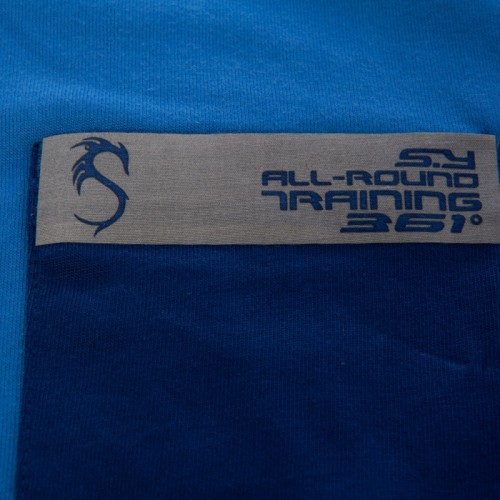 S.Y
ALL-ROUND
TRAINING
361°